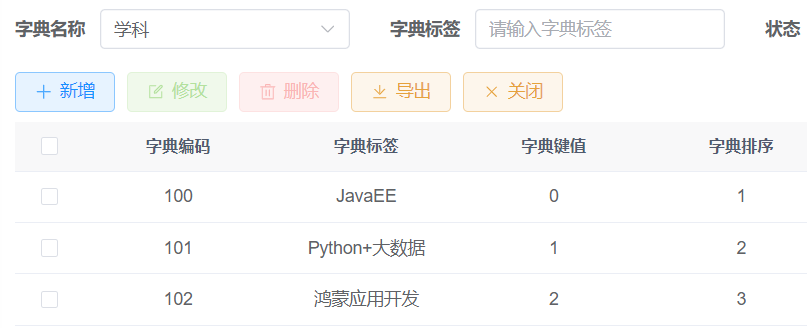 字典名称 学科 字典标签 请输入字典标签 状态
新增 修改 删除 导出 关闭
字典编码 字典标签 字典键值 字典排序
100 JavaEE 0 1
101 Python+大数据 1 2
102 鸿蒙应用开发 2 3